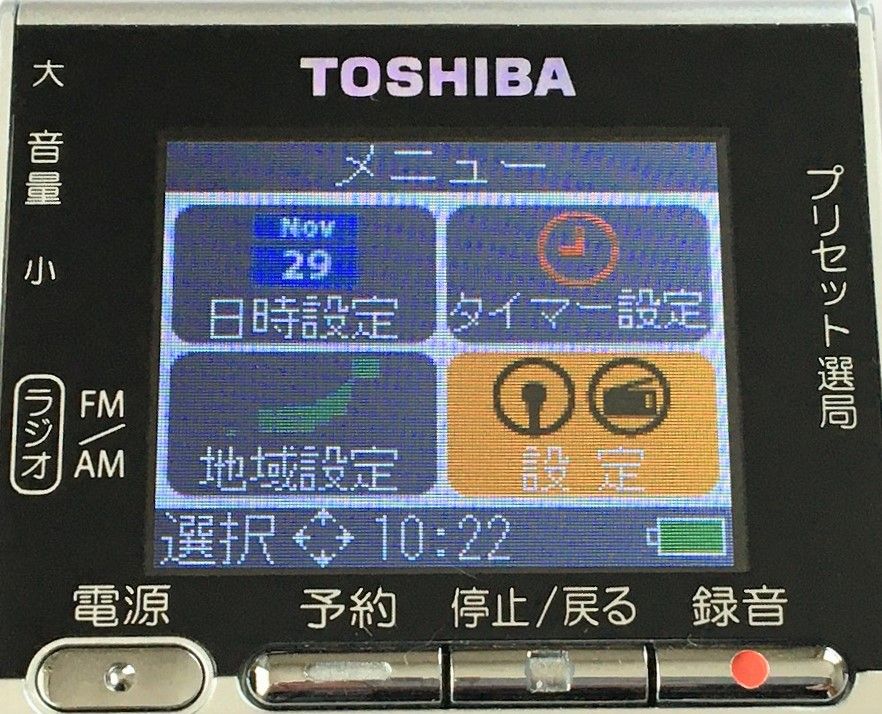 TOSHIBA
大
音量
小
メニュー
Nov
29
日時設定
タイマー設定
地域設定
設定
選択 10:22
プリセット選局
ラジオ
FM/AM
電源
予約
停止/戻る
録音